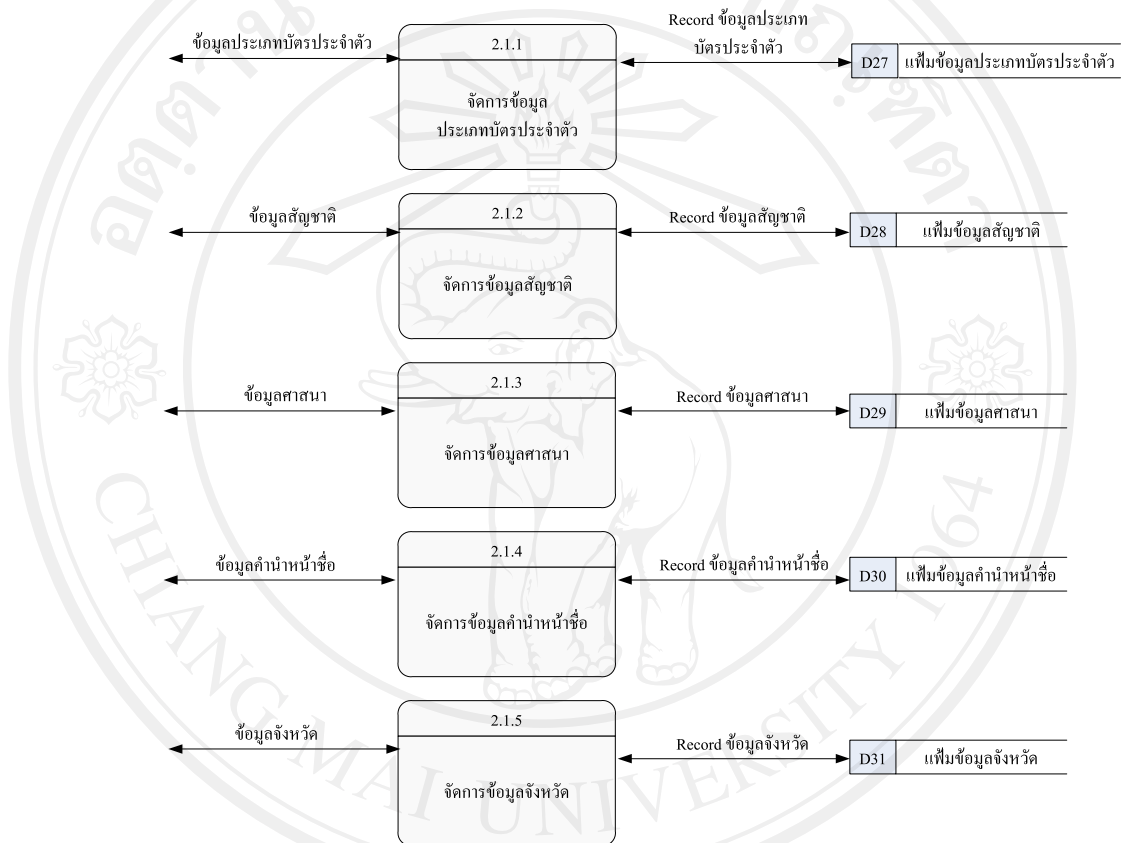 ข้อมูลประเภทบัตรประจำตัว
2.1.1
จัดการข้อมูล
ประเภทบัตรประจำตัว
Record ข้อมูลประเภท
บัตรประจำตัว
D27 แฟ้มข้อมูลประเภทบัตรประจำตัว
ข้อมูลสัญชาติ
2.1.2
จัดการข้อมูลสัญชาติ
Record ข้อมูลสัญชาติ
D28 แฟ้มข้อมูลสัญชาติ
ข้อมูลศาสนา
2.1.3
จัดการข้อมูลศาสนา
Record ข้อมูลศาสนา
D29 แฟ้มข้อมูลศาสนา
ข้อมูลคำนำหน้าชื่อ
2.1.4
จัดการข้อมูลคำนำหน้าชื่อ
Record ข้อมูลคำนำหน้าชื่อ
D30 แฟ้มข้อมูลคำนำหน้าชื่อ
ข้อมูลจังหวัด
2.1.5
จัดการข้อมูลจังหวัด
Record ข้อมูลจังหวัด
D31 แฟ้มข้อมูลจังหวัด
CHIANG MAI UNIVERSITY 1964